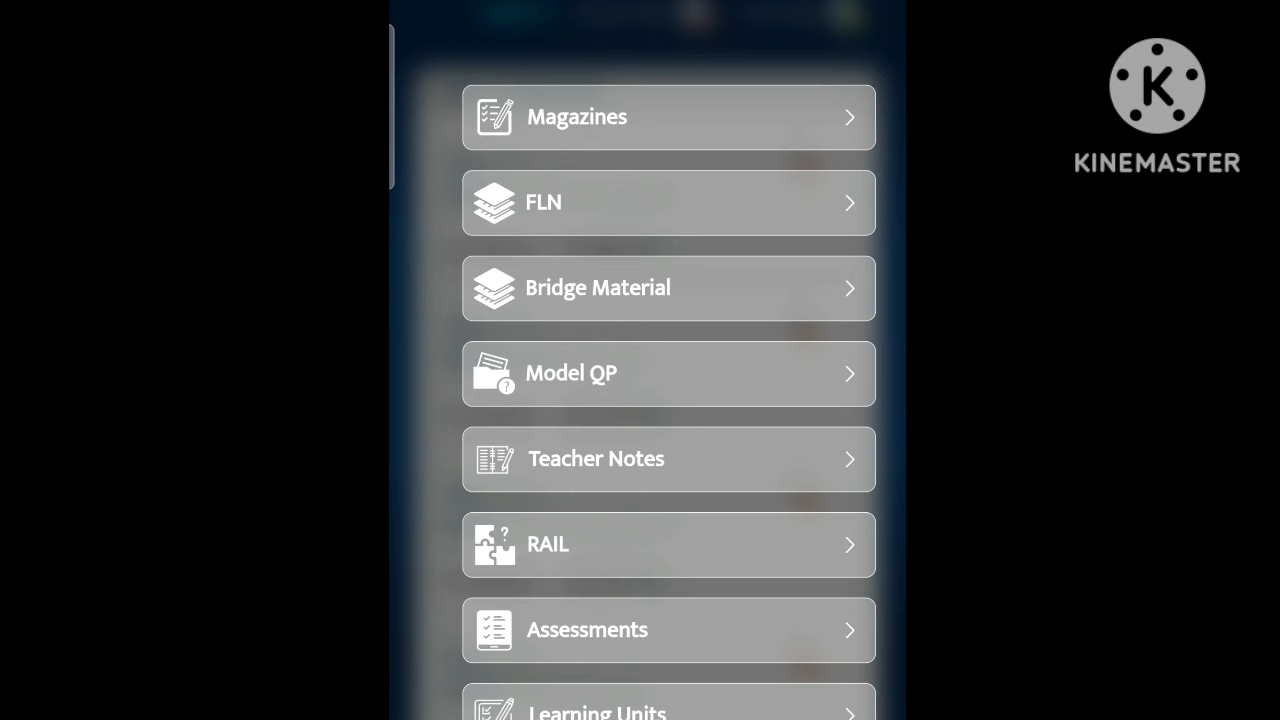 Magazines
FLN
Bridge Material
Model QP
Teacher Notes
RAIL
Assessments
Learning Units
K
KINEMASTER